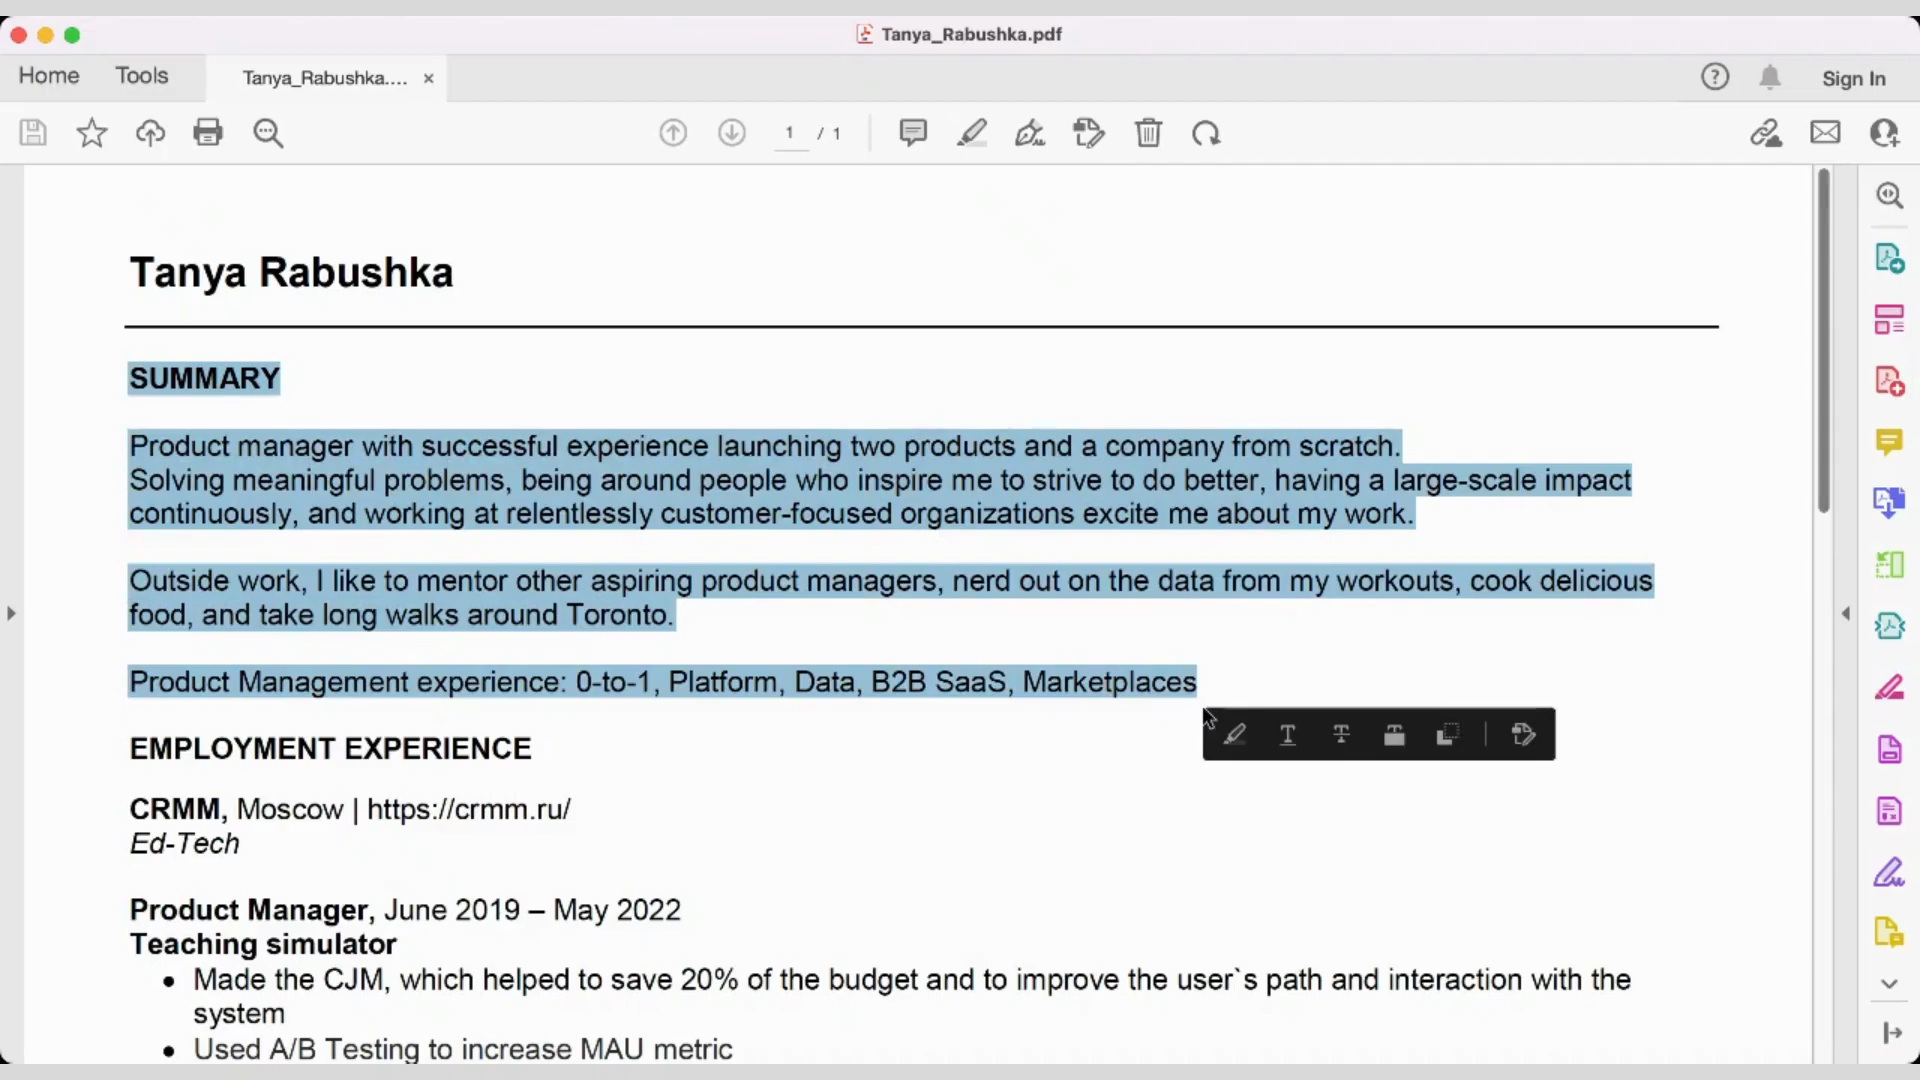 Tanya_Rabushka.pdf
Home Tools Tanya_Rabushka.... × Sign In
1 / 1
Tanya Rabushka
SUMMARY
Product manager with successful experience launching two products and a company from scratch.
Solving meaningful problems, being around people who inspire me to strive to do better, having a large-scale impact
continuously, and working at relentlessly customer-focused organizations excite me about my work.
Outside work, I like to mentor other aspiring product managers, nerd out on the data from my workouts, cook delicious
food, and take long walks around Toronto.
Product Management experience: 0-to-1, Platform, Data, B2B SaaS, Marketplaces
EMPLOYMENT EXPERIENCE
CRMM, Moscow | https://crmm.ru/
Ed-Tech
Product Manager, June 2019 – May 2022
Teaching simulator
• Made the CJM, which helped to save 20% of the budget and to improve the user`s path and interaction with the
system
• Used A/B Testing to increase MAU metric